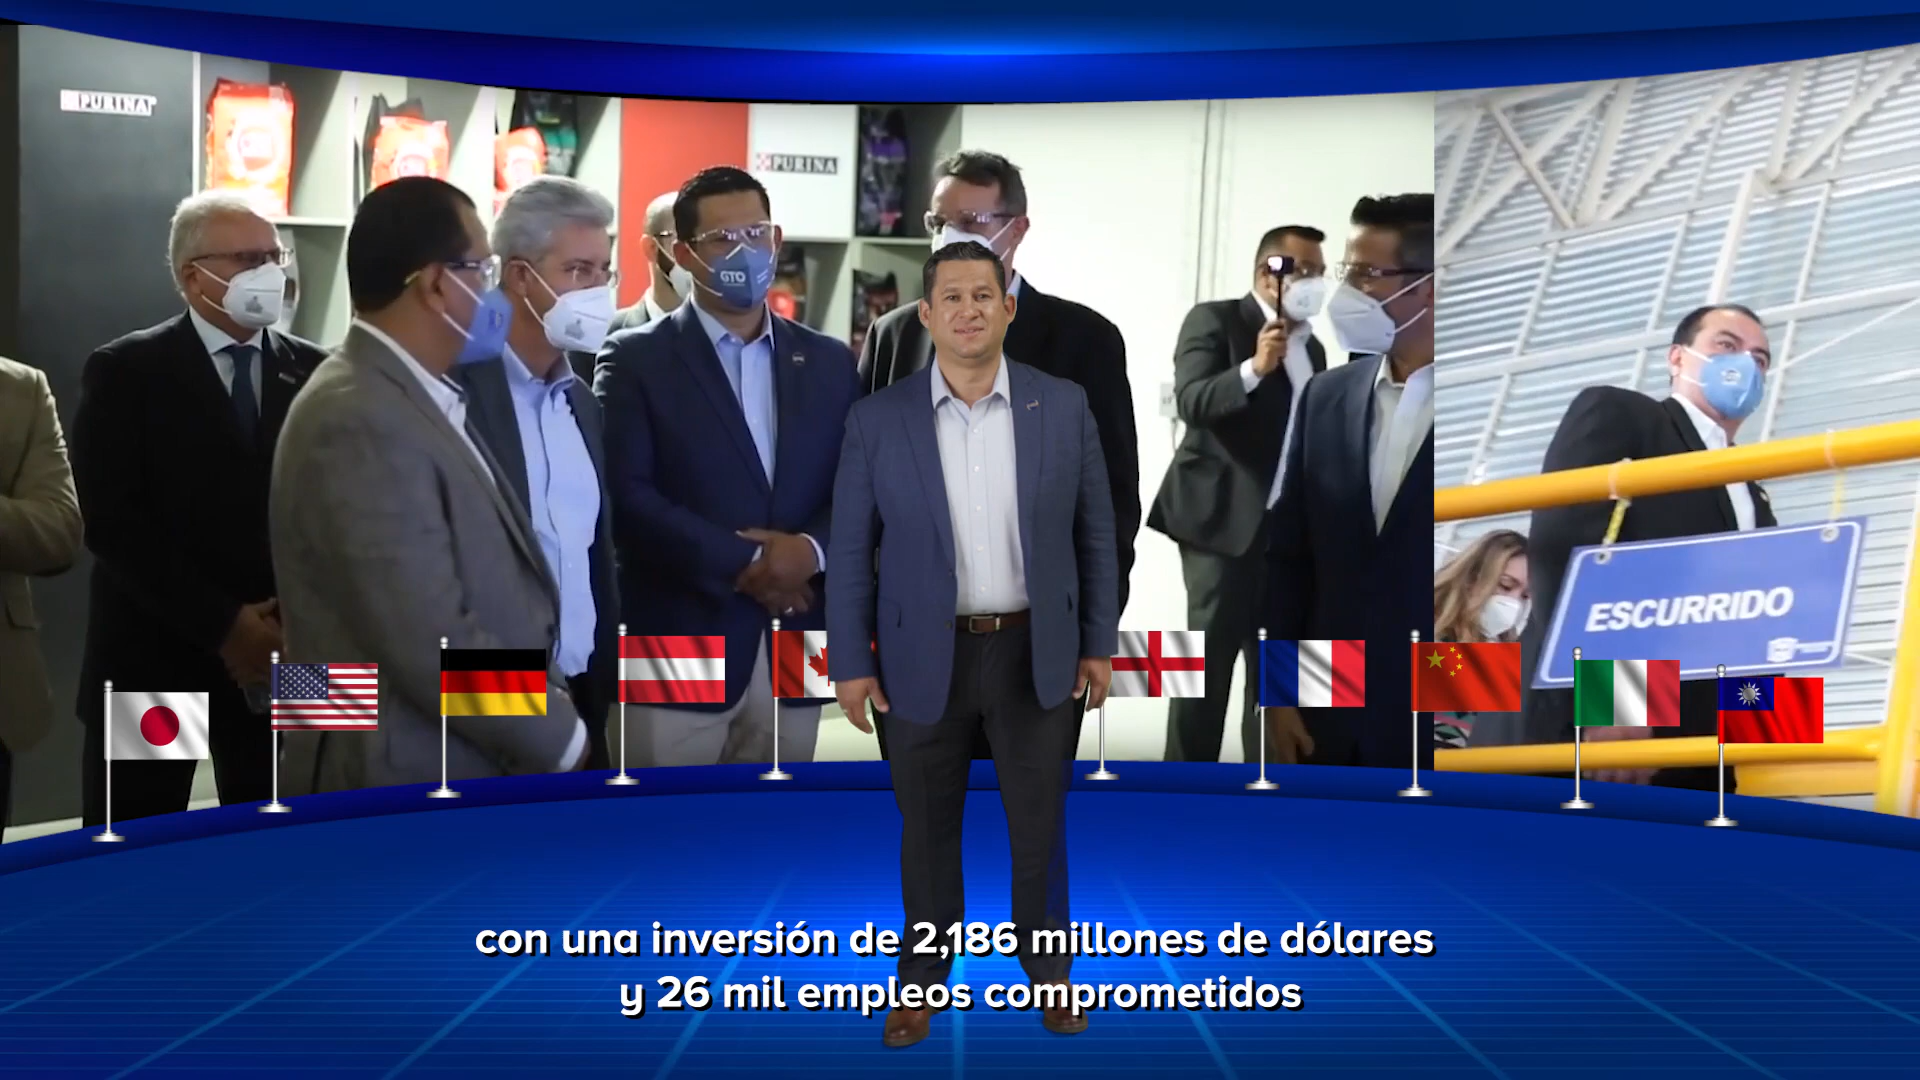 PURINA
PURINA
GTO
ESCURRIDO
con una inversión de 2,186 millones de dólares
y 26 mil empleos comprometidos